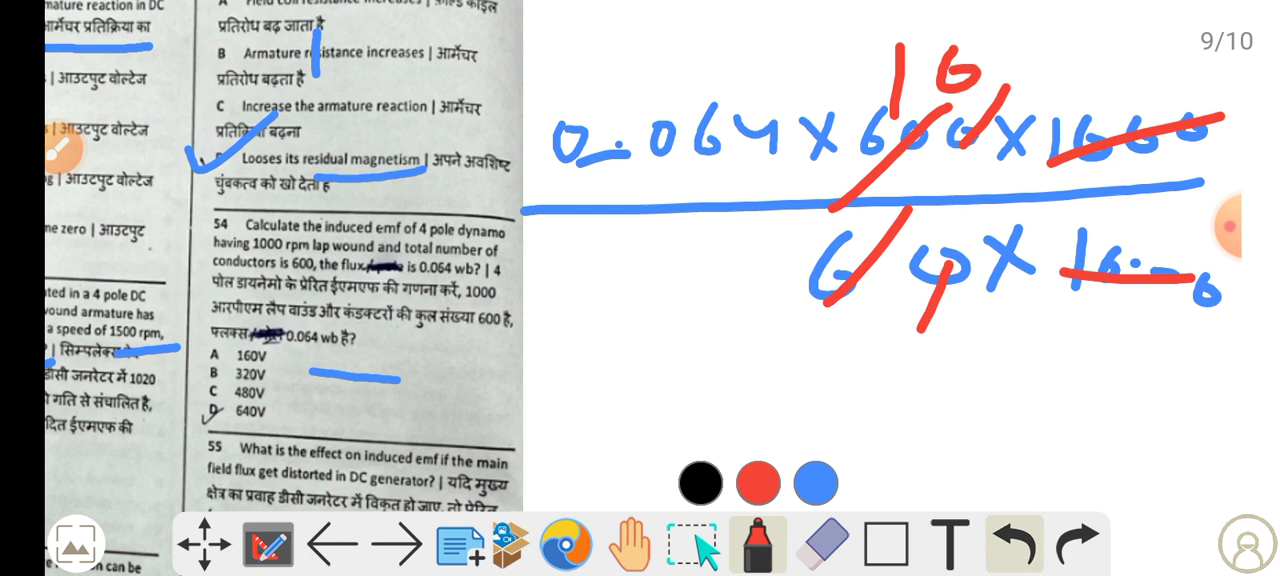 mature reaction in DC
आर्मेचर प्रतिक्रिया का
| आउटपुट वोल्टेज
| आउटपुट वोल्टेज
| आउटपुट वोल्टेज
ne zero | आउटपुट
ated in a 4 pole DC
wound armature has
a speed of 1500 rpm,
| सिम्पलेक्स
डीसी जनरेटर में 1020
गति से संचालित है,
दित ईएमएफ की
n can be
प्रतिरोध बढ़ जाता है
B Armature resistance increases | आर्मेचर
प्रतिरोध बढ़ता है
C Increase the armature reaction | आर्मेचर
प्रतिक्रिया बढ़ना
Looses its residual magnetism | अपने अवशिष्ट
चुंबकत्व को खो देता है
54 Calculate the induced emf of 4 pole dynamo
having 1000 rpm lap wound and total number of
conductors is 600, the flux is 0.064 wb? | 4
पोल डायनेमो के प्रेरित ईएमएफ की गणना करें, 1000
आरपीएम लैप वाउंड और कंडक्टरों की कुल संख्या 600 है,
फ्लक्स 0.064 wb है?
A 160V
B 320V
C 480V
D 640V
55 What is the effect on induced emf if the main
field flux get distorted in DC generator? | यदि मुख्य
क्षेत्र का प्रवाह डीसी जनरेटर में विकृत हो जाए, तो प्रेरित
9/10
1 6
0.064 X 600 X 1000
T